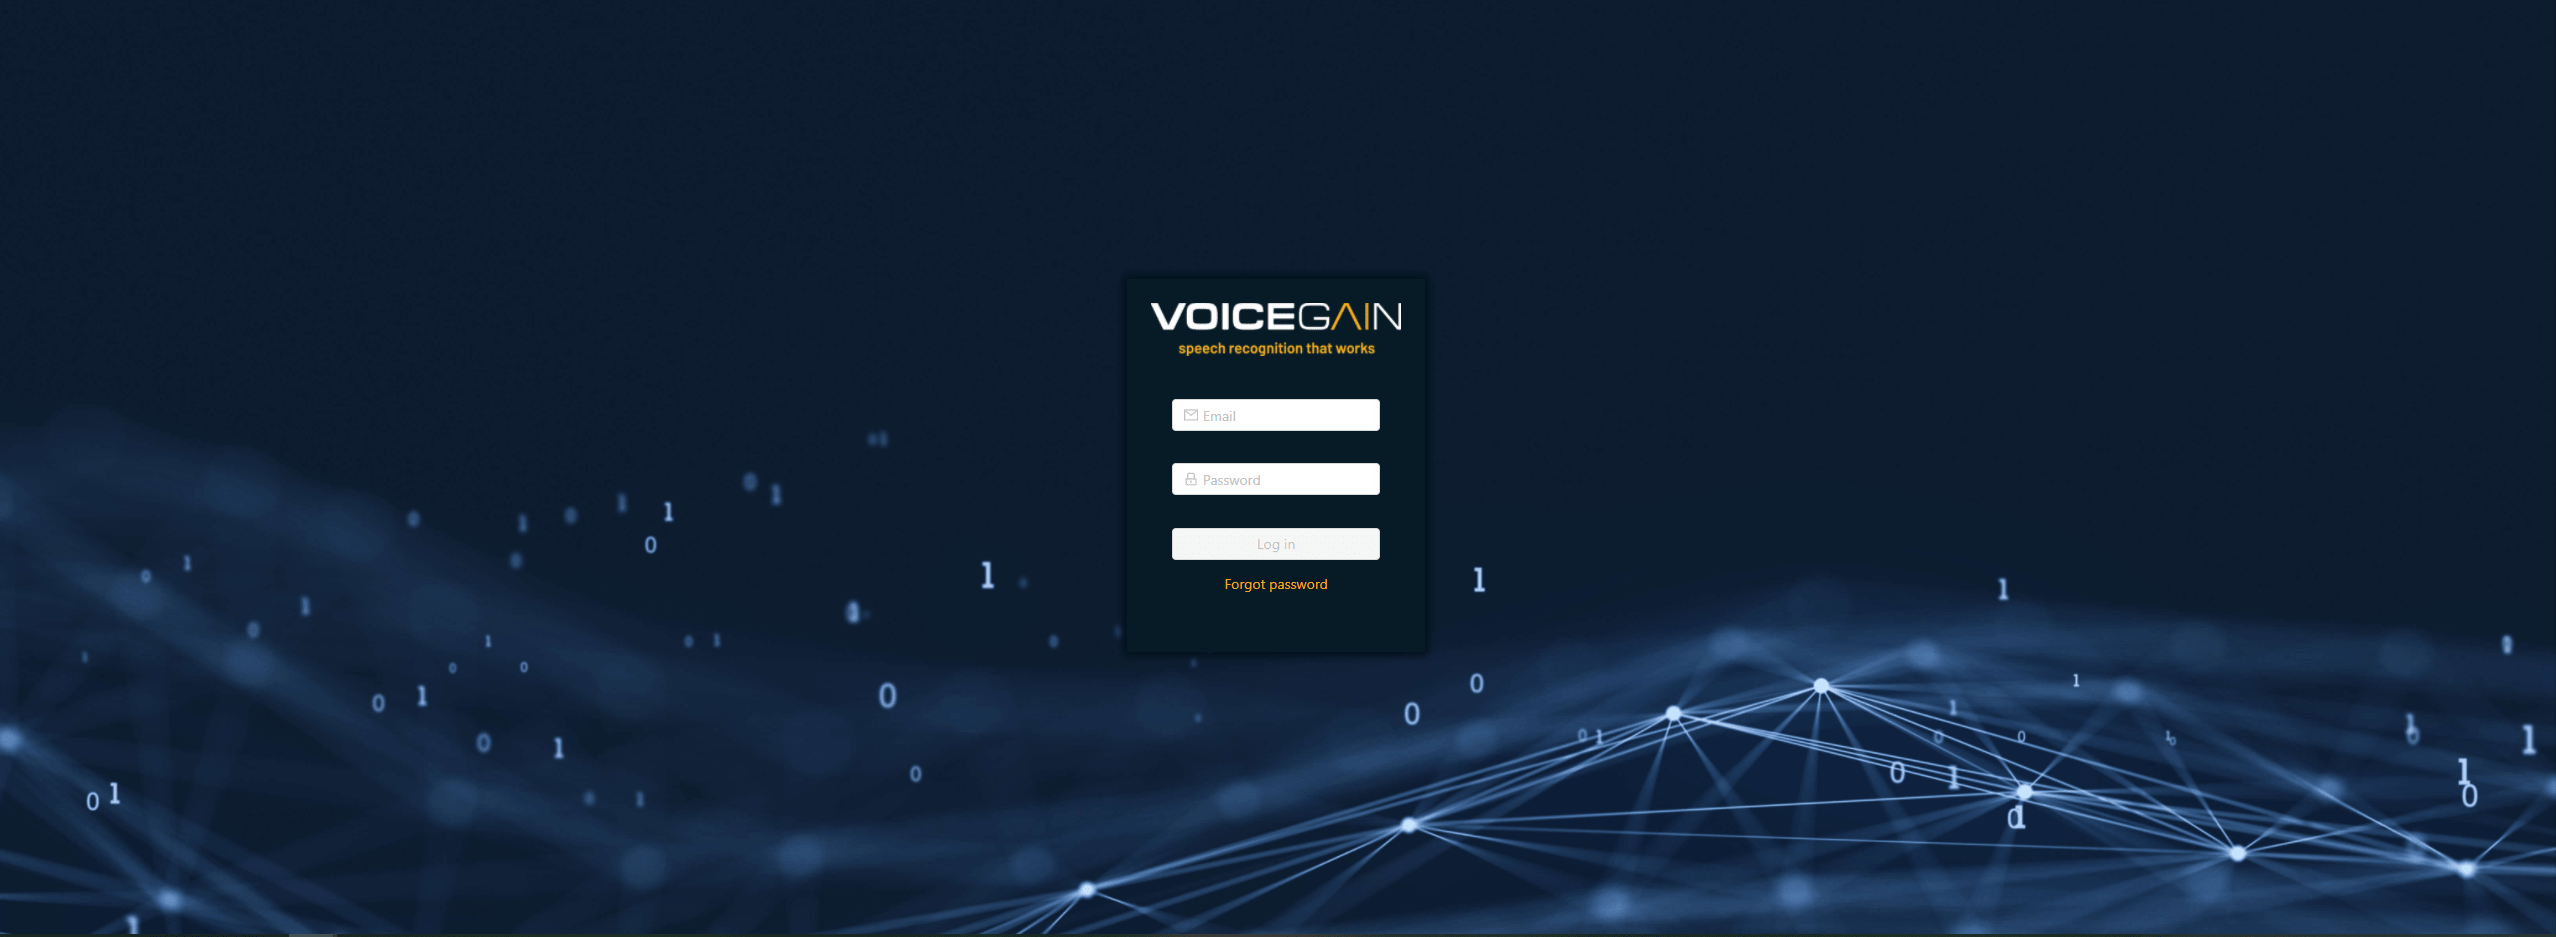 VOICEGAIN
speech recognition that works
Email
Password
Log in
Forgot password